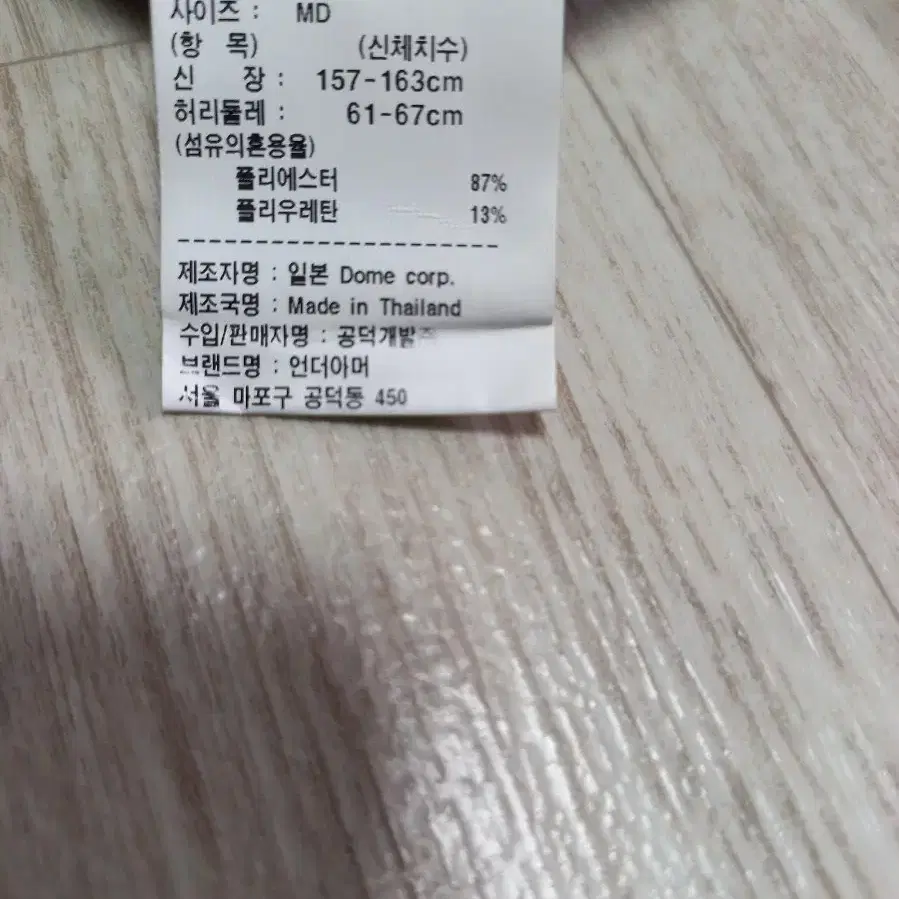 사이즈 : MD
(항 목) (신체치수)
신 장 : 157-163cm
허리둘레 : 61-67cm
(섬유의혼용율)
폴리에스터 87%
폴리우레탄 13%
--------------------
제조자명 : 일본 Dome corp.
제조국명 : Made in Thailand
수입/판매자명 : 공덕개발
브랜드명 : 언더아머
서울 마포구 공덕동 450